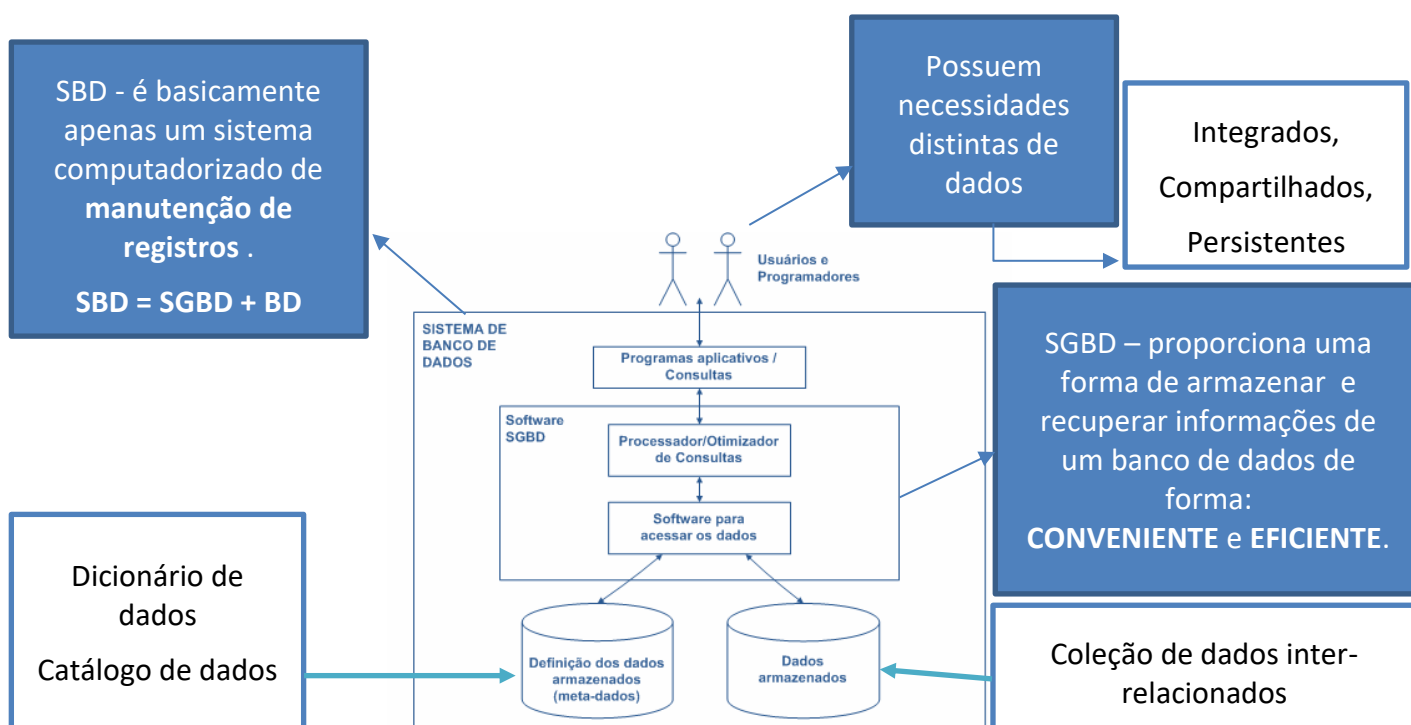 SBD - é basicamente
apenas um sistema
computadorizado de
manutenção de
registros .
SBD = SGBD + BD
Possuem
necessidades
distintas de
dados
Integrados,
Compartilhados,
Persistentes
Usuários e
Programadores
SISTEMA DE
BANCO DE
DADOS
Programas aplicativos /
Consultas
Software
SGBD
Processador/Otimizador
de Consultas
Software para
acessar os dados
SGBD – proporciona uma
forma de armazenar e
recuperar informações de
um banco de dados de
forma:
CONVENIENTE e EFICIENTE.
Dicionário de
dados
Catálogo de dados
Definição dos dados
armazenados
(meta-dados)
Dados
armazenados
Coleção de dados inter-
relacionados